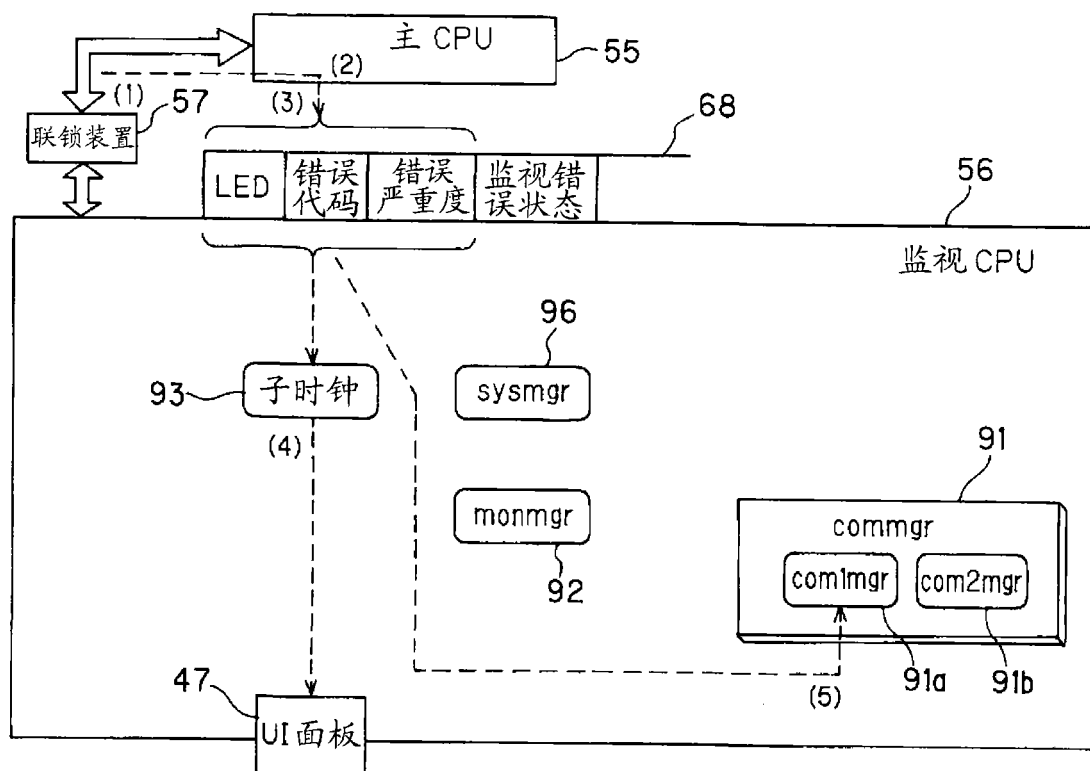 主 CPU
55
(1)
(2)
(3)
57
联锁装置
68
LED
错误
代码
错误
严重度
监视错
误状态
56
监视 CPU
96
93
子时钟
sysmgr
(4)
91
monmgr
commgr
92
com1mgr
com2mgr
47
(5)
91a
91b
UI面板